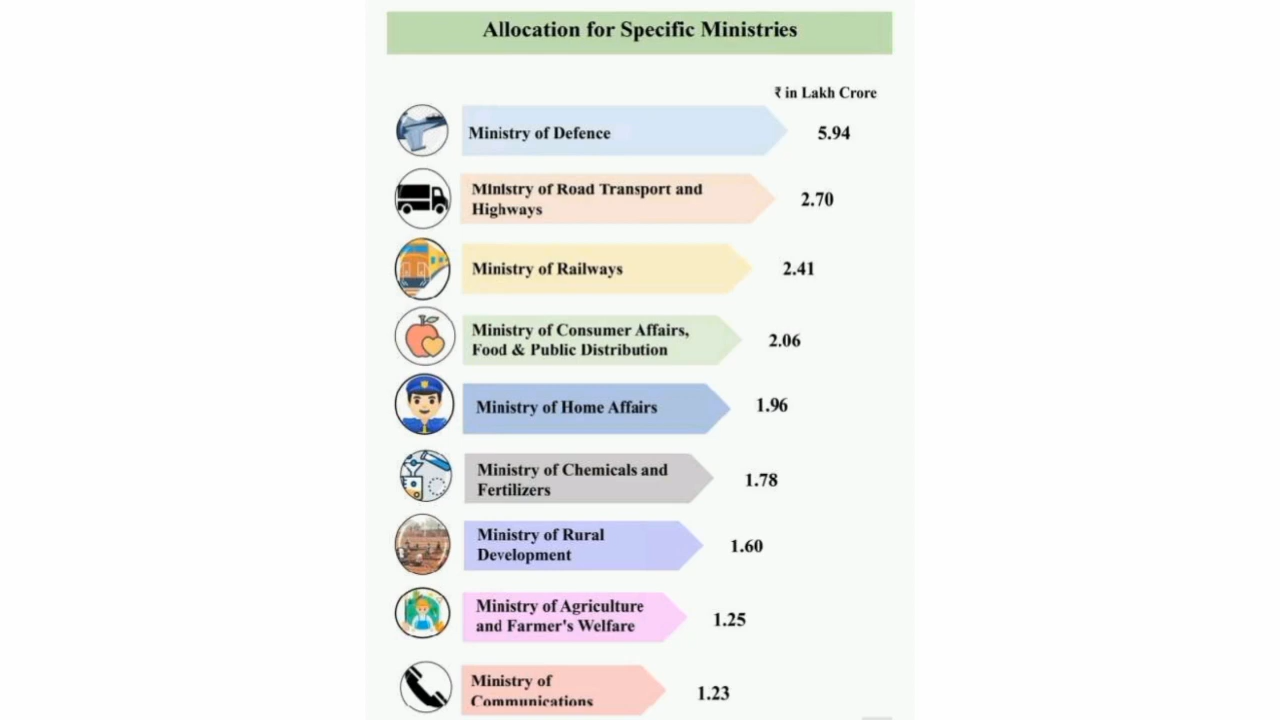 Allocation for Specific Ministries
₹ in Lakh Crore
Ministry of Defence
5.94
Ministry of Road Transport and
Highways
2.70
Ministry of Railways
2.41
Ministry of Consumer Affairs,
Food & Public Distribution
2.06
Ministry of Home Affairs
1.96
Ministry of Chemicals and
Fertilizers
1.78
Ministry of Rural
Development
1.60
Ministry of Agriculture
and Farmer's Welfare
1.25
Ministry of
Communications
1.23